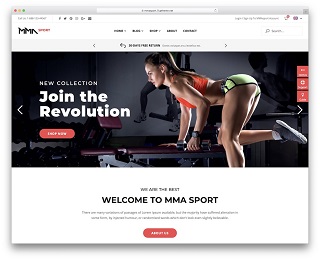 MMA SPORT
HOME BLOG SHOP ABOUT CONTACT
Search...
30 DAYS FREE RETURN
NEW COLLECTION
Join the
Revolution
SHOP NOW
WE ARE THE BEST
WELCOME TO MMA SPORT
There are many variations of passages of Lorem Ipsum available, but the majority have suffered alteration in
some form, by injected humour, or randomised words which don't look even slightly believable.
ABOUT US